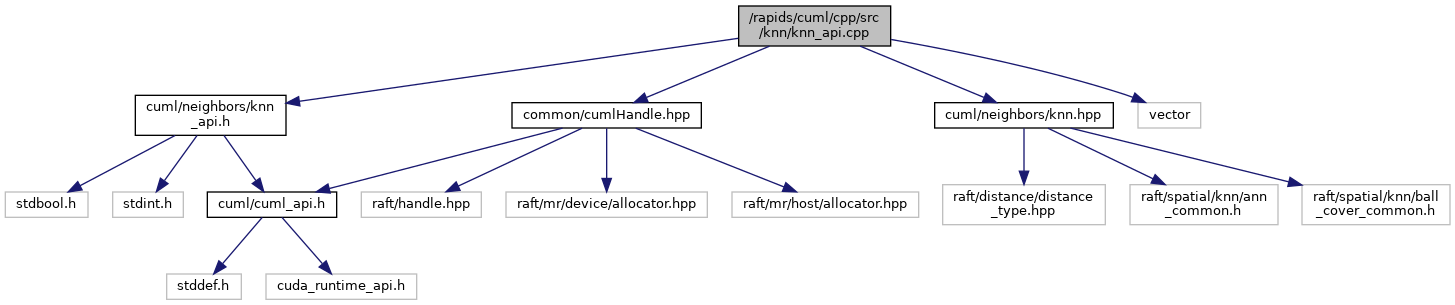 /rapids/cuml/cpp/src
/knn/knn_api.cpp
cuml/neighbors/knn
_api.h
common/cumlHandle.hpp
cuml/neighbors/knn.hpp
vector
stdbool.h
stdint.h
cuml/cuml_api.h
raft/handle.hpp
raft/mr/device/allocator.hpp
raft/mr/host/allocator.hpp
raft/distance/distance
_type.hpp
raft/spatial/knn/ann
_common.h
raft/spatial/knn/ball
_cover_common.h
stddef.h
cuda_runtime_api.h